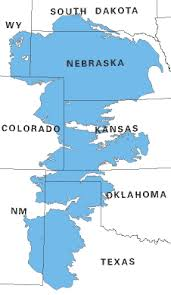 SOUTH DAKOTA
WY
NEBRASKA
COLORADO
KANSAS
OKLAHOMA
NM
TEXAS